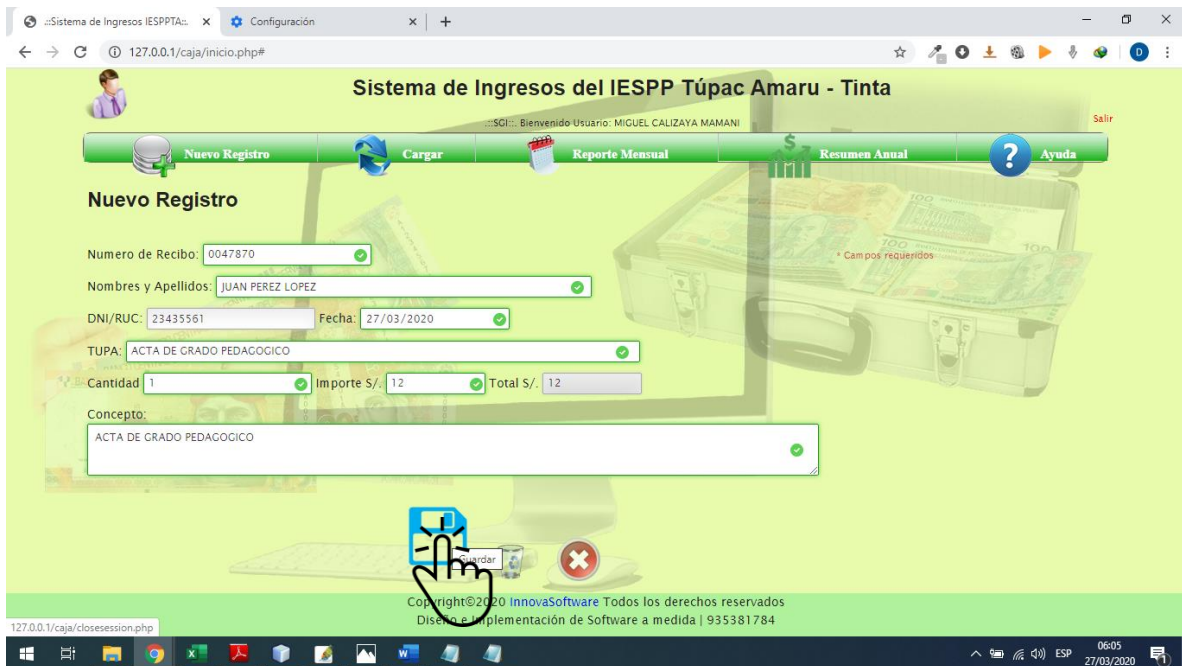 .::Sistema de Ingresos IESPPTA::.
Configuración
127.0.0.1/caja/inicio.php#
D
Sistema de Ingresos del IESPP Túpac Amaru - Tinta
.::SGI::. Bienvenido Usuario: MIGUEL CALIZAYA MAMANI
Salir
Nuevo Registro
Cargar
Reporte Mensual
Resumen Anual
Ayuda
Nuevo Registro
Numero de Recibo: 0047870
* Campos requeridos
Nombres y Apellidos: JUAN PEREZ LOPEZ
DNI/RUC: 23435561 Fecha: 27/03/2020
TUPA: ACTA DE GRADO PEDAGOGICO
Cantidad 1 Importe S/. 12 Total S/. 12
Concepto:
ACTA DE GRADO PEDAGOGICO
Guardar
Copyright©2020 InnovaSoftware Todos los derechos reservados
Diseño e Implementación de Software a medida | 935381784
127.0.0.1/caja/closesession.php
ESP
06:05
27/03/2020